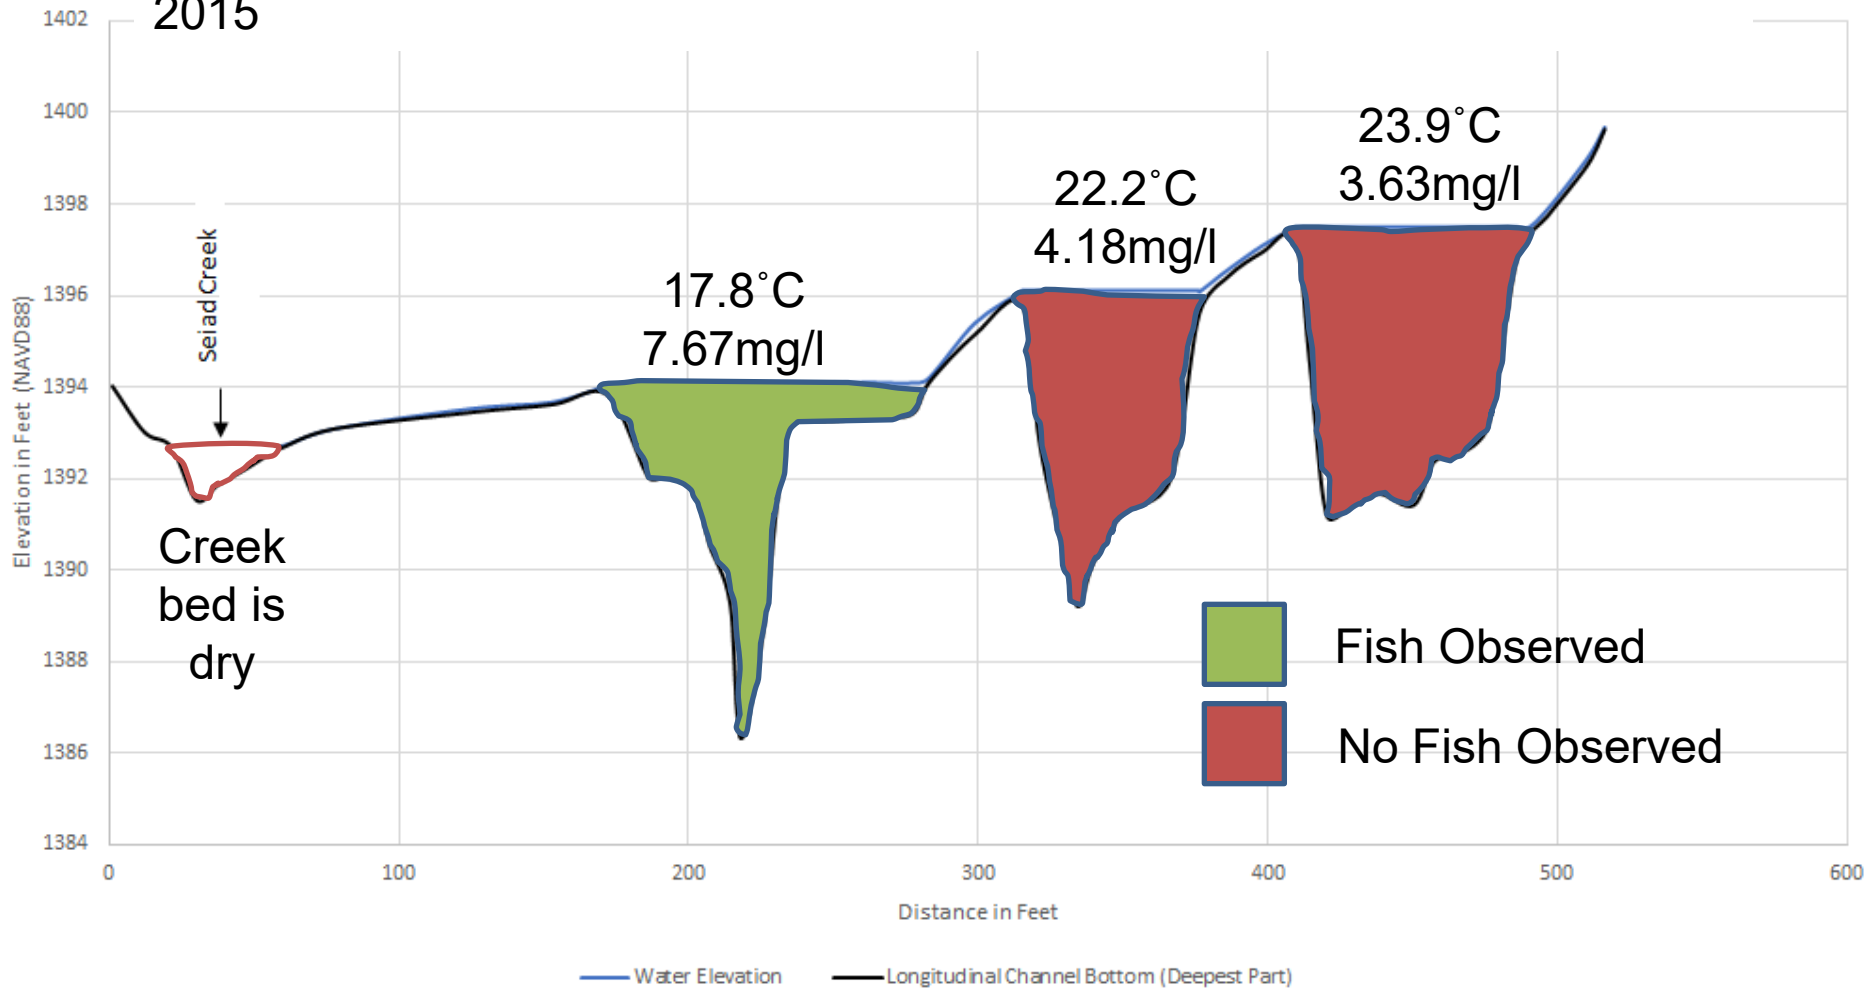 2015
1402
1400
1398
1396
1394
1392
1390
1388
1386
1384
Elevation in Feet (NAVD88)
Seiad Creek
Creek
bed is
dry
17.8˚C
7.67mg/l
22.2˚C
4.18mg/l
23.9˚C
3.63mg/l
Fish Observed
No Fish Observed
0 100 200 300 400 500 600
Distance in Feet
Water Elevation Longitudinal Channel Bottom (Deepest Part)